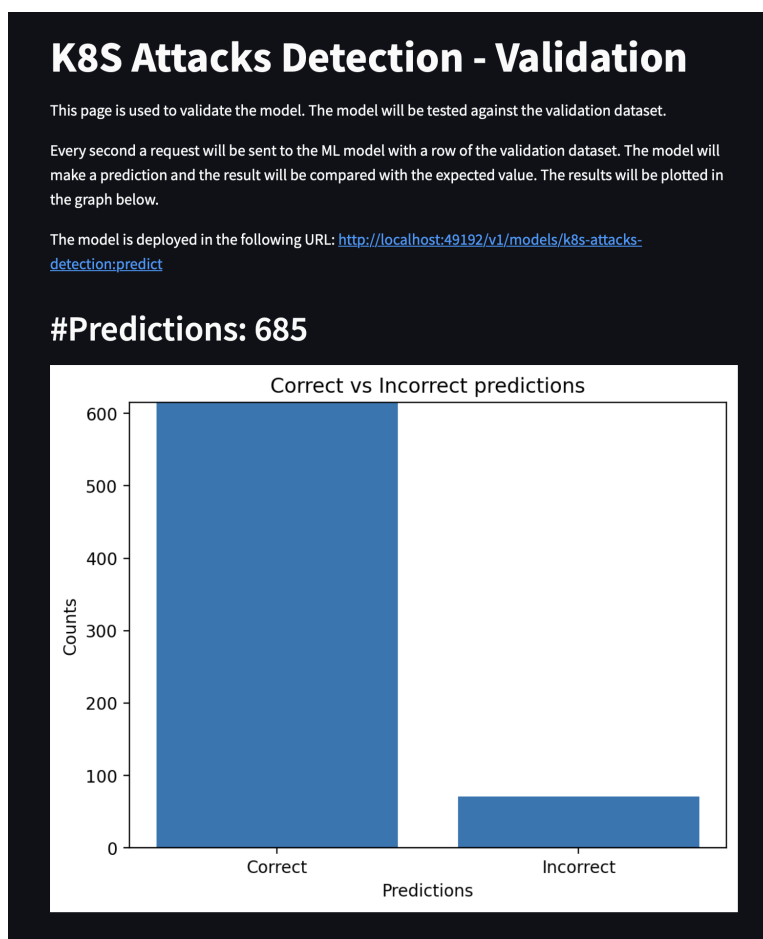 K8S Attacks Detection - Validation
This page is used to validate the model. The model will be tested against the validation dataset.
Every second a request will be sent to the ML model with a row of the validation dataset. The model will
make a prediction and the result will be compared with the expected value. The results will be plotted in
the graph below.
The model is deployed in the following URL: http://localhost:49192/v1/models/k8s-attacks-
detection:predict
#Predictions: 685
Correct vs Incorrect predictions
600
500
400
300
200
100
0
Counts
Correct
Incorrect
Predictions